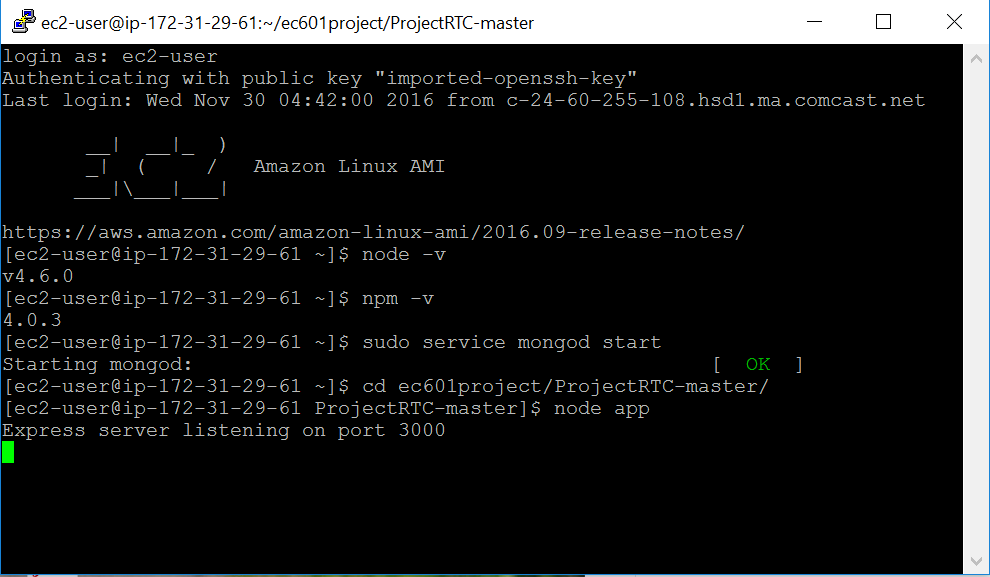 ec2-user@ip-172-31-29-61:~/ec601project/ProjectRTC-master
login as: ec2-user
Authenticating with public key "imported-openssh-key"
Last login: Wed Nov 30 04:42:00 2016 from c-24-60-255-108.hsd1.ma.comcast.net
       __|  __|_  )
       _|  (     /   Amazon Linux AMI
      ___|\___|___|
https://aws.amazon.com/amazon-linux-ami/2016.09-release-notes/
[ec2-user@ip-172-31-29-61 ~]$ node -v
v4.6.0
[ec2-user@ip-172-31-29-61 ~]$ npm -v
4.0.3
[ec2-user@ip-172-31-29-61 ~]$ sudo service mongod start
Starting mongod:                                           [  OK  ]
[ec2-user@ip-172-31-29-61 ~]$ cd ec601project/ProjectRTC-master/
[ec2-user@ip-172-31-29-61 ProjectRTC-master]$ node app
Express server listening on port 3000